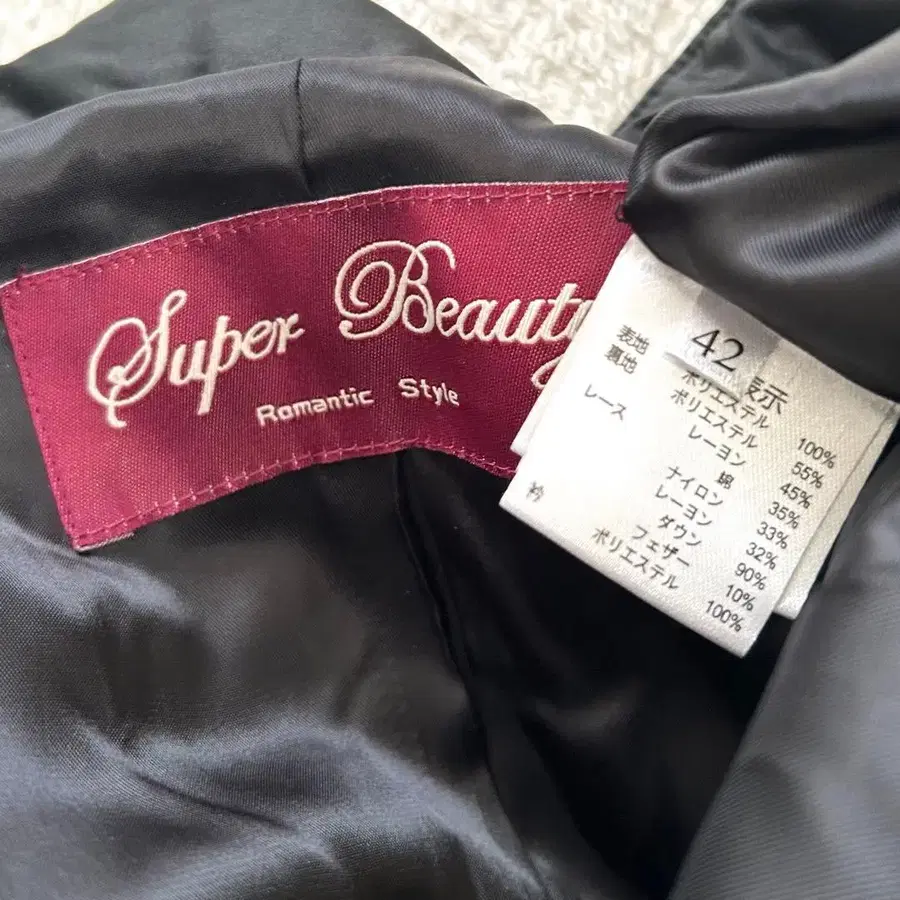 Super Beauty
Romantic Style
42
表示
表地 ポリエステル 100%
裏地 ポリエステル 55%
レーヨン 45%
レース 綿 35%
ナイロン 33%
レーヨン 32%
ダウン 90%
フェザー 10%
ポリエステル 100%